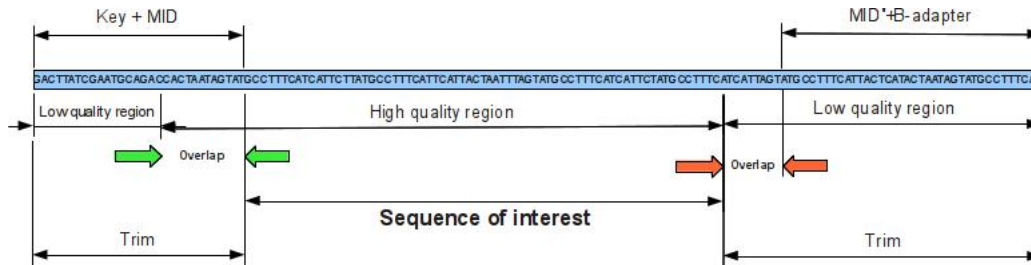 Key + MID
MID*+B-adapter
GACTTATCGAATGCAGACCACTAATAGTATGCCTTTCATCATTCTTATGCCTTTCATTCATTACTAATTTAGTATGCCTTTCATCATTCTATGCCTTTCATCATTAGTATGCCTTTCATTACTCATACTAATAGTATGCCTTTCA
Low quality region
High quality region
Low quality region
Overlap
Overlap
Sequence of interest
Trim
Trim